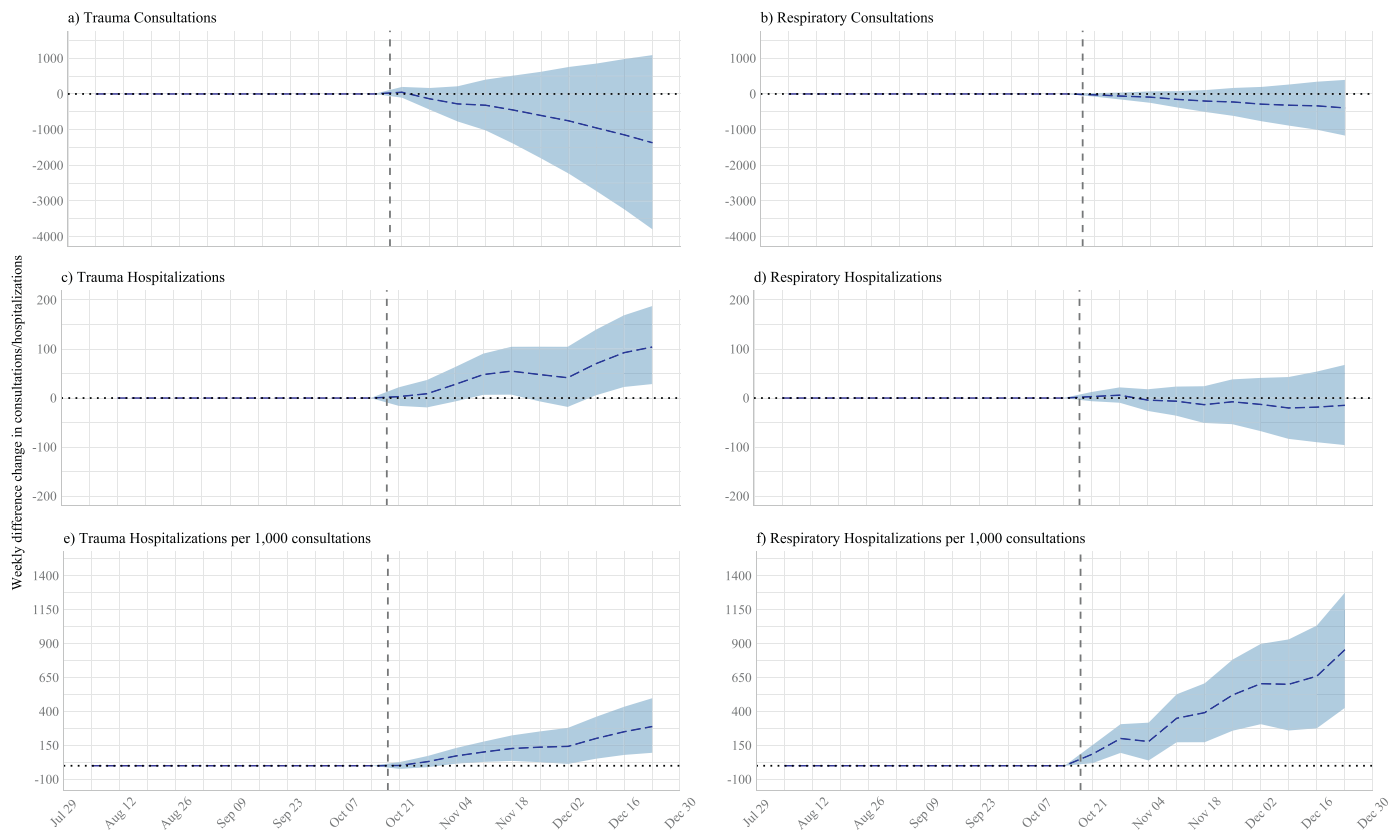 a) Trauma Consultations
1000
0
-1000
-2000
-3000
-4000
b) Respiratory Consultations
1000
0
-1000
-2000
-3000
-4000
Weekly difference change in consultations/hospitalizations
c) Trauma Hospitalizations
200
100
0
-100
-200
d) Respiratory Hospitalizations
200
100
0
-100
-200
e) Trauma Hospitalizations per 1,000 consultations
1400
1150
900
650
400
150
-100
Jul 29
Aug 12
Aug 26
Sep 09
Sep 23
Oct 07
Oct 21
Nov 04
Nov 18
Dec 02
Dec 16
Dec 30
f) Respiratory Hospitalizations per 1,000 consultations
1400
1150
900
650
400
150
-100
Jul 29
Aug 12
Aug 26
Sep 09
Sep 23
Oct 07
Oct 21
Nov 04
Nov 18
Dec 02
Dec 16
Dec 30